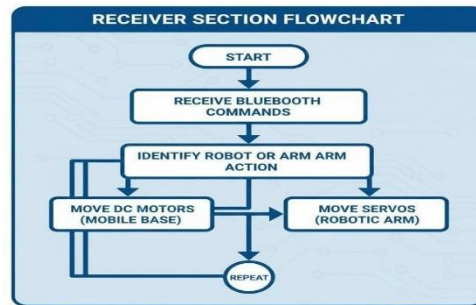 RECEIVER SECTION FLOWCHART
START
RECEIVE BLUEBOOTH
COMMANDS
IDENTIFY ROBOT OR ARM ARM
ACTION
MOVE DC MOTORS
(MOBILE BASE)
MOVE SERVOS
(ROBOTIC ARM)
REPEAT